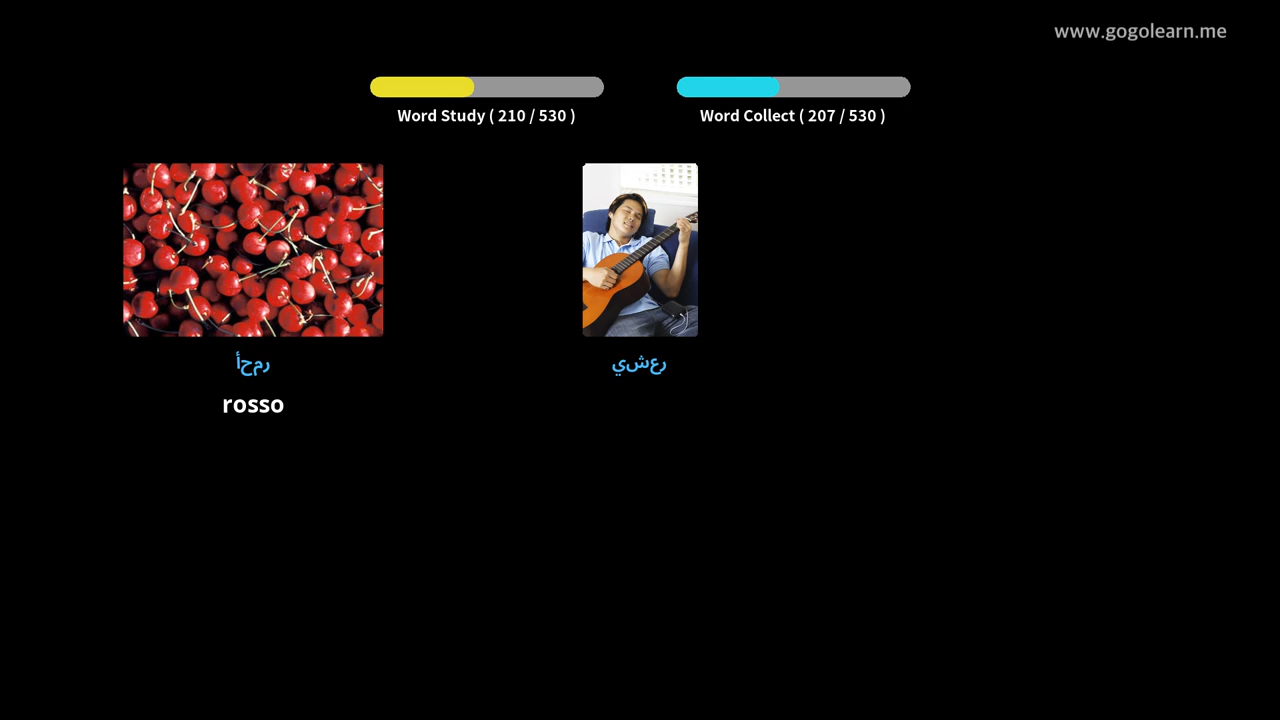 www.gogolearn.me
Word Study ( 210 / 530 )
Word Collect ( 207 / 530 )
رمحأ
rosso
رعشي